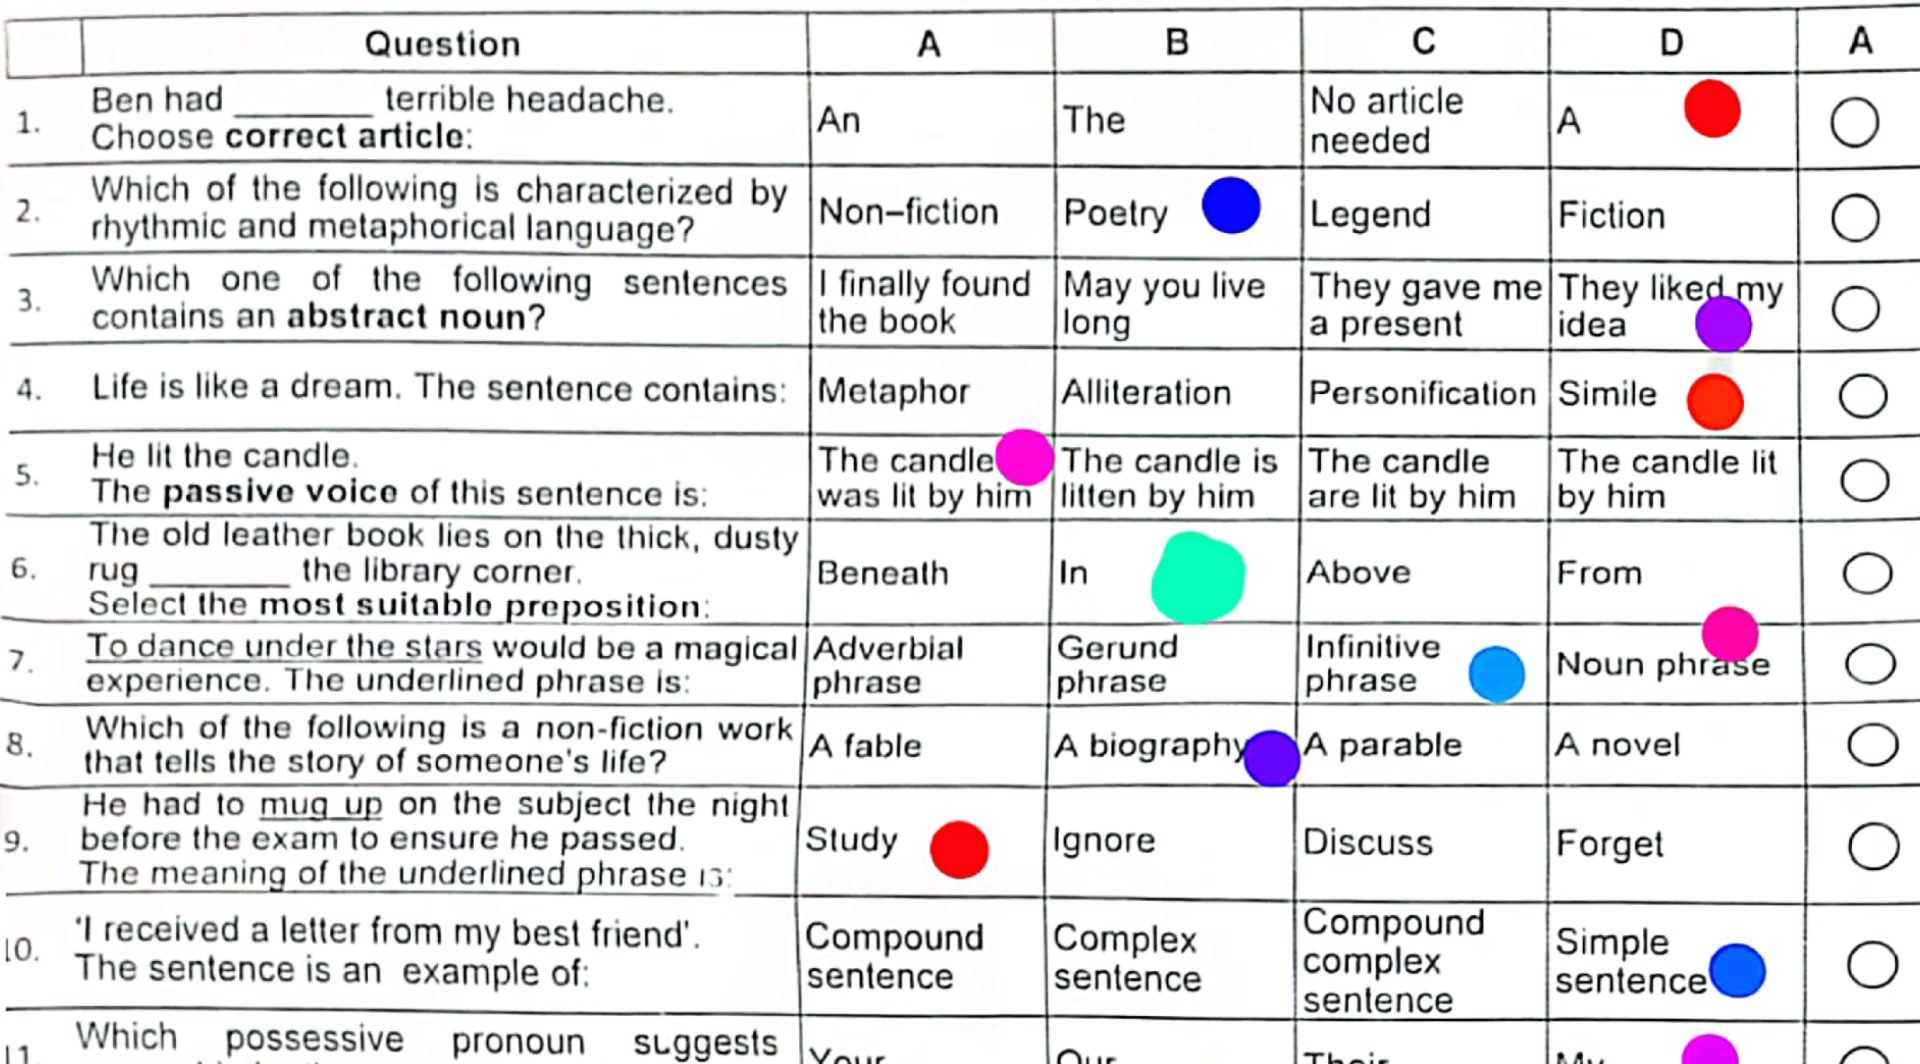 Question A B C D A
1. Ben had ________ terrible headache.
Choose correct article:
An
The
No article
needed
A
2. Which of the following is characterized by
rhythmic and metaphorical language?
Non–fiction
Poetry
Legend
Fiction
3. Which one of the following sentences
contains an abstract noun?
I finally found
the book
May you live
long
They gave me
a present
They liked my
idea
4. Life is like a dream. The sentence contains:
Metaphor
Alliteration
Personification
Simile
5. He lit the candle.
The passive voice of this sentence is:
The candle
was lit by him
The candle is
litten by him
The candle
are lit by him
The candle lit
by him
6. The old leather book lies on the thick, dusty
rug ________ the library corner.
Select the most suitable preposition:
Beneath
In
Above
From
7. To dance under the stars would be a magical
experience. The underlined phrase is:
Adverbial
phrase
Gerund
phrase
Infinitive
phrase
Noun phrase
8. Which of the following is a non-fiction work
that tells the story of someone's life?
A fable
A biography
A parable
A novel
9. He had to mug up on the subject the night
before the exam to ensure he passed.
The meaning of the underlined phrase is:
Study
Ignore
Discuss
Forget
10. 'I received a letter from my best friend'.
The sentence is an example of:
Compound
sentence
Complex
sentence
Compound
complex
sentence
Simple
sentence
11. Which possessive pronoun suggests
Your
Our
Their
My